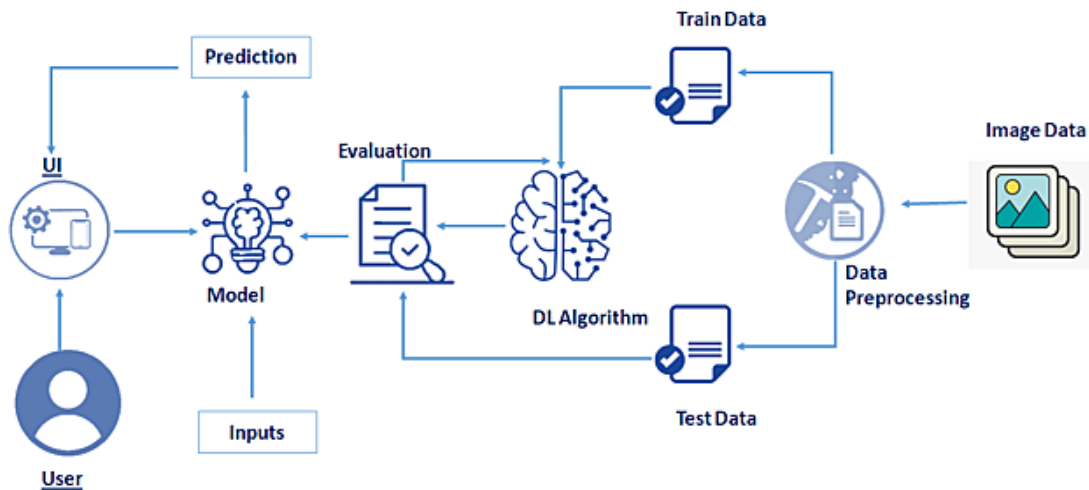 Train Data
Prediction
Image Data
Evaluation
UI
Data
Preprocessing
Model
DL Algorithm
Test Data
Inputs
User